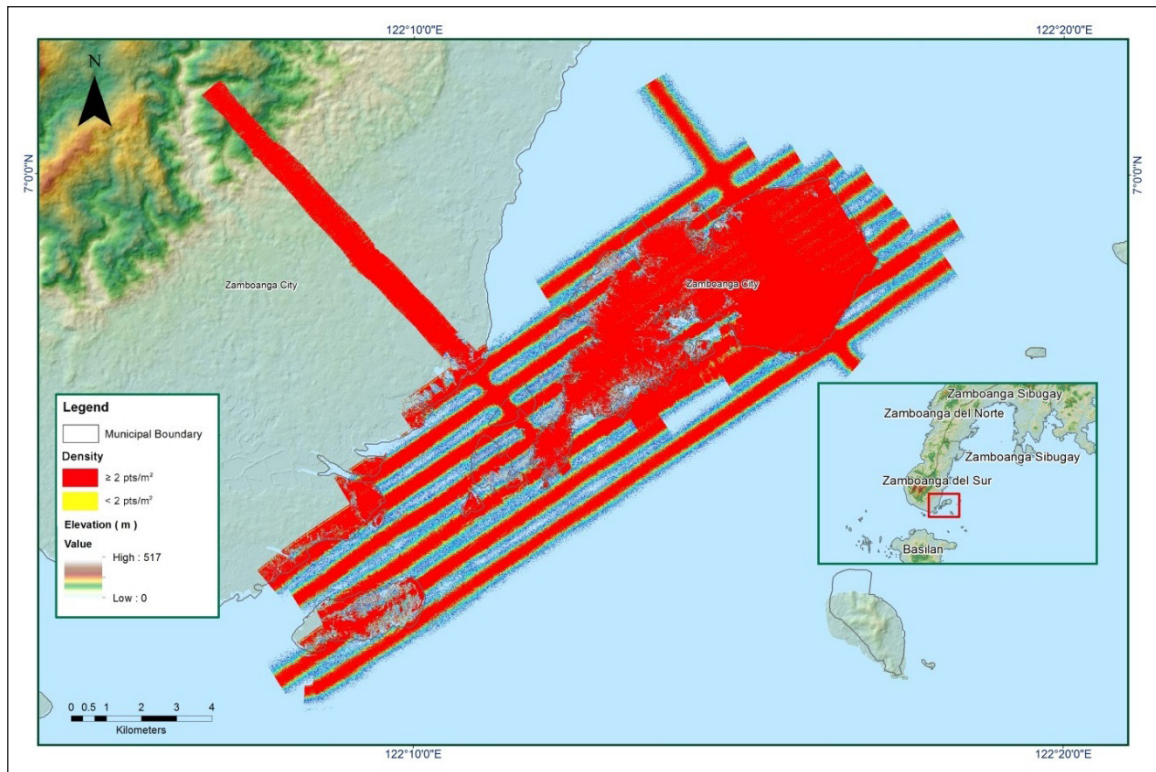 122°10'0"E
122°20'0"E
N
7°0'0"N
7°0'0"N
Zamboanga City
Zamboanga City
Legend
Municipal Boundary
Density
≥ 2 pts/m²
< 2 pts/m²
Elevation ( m )
Value
High : 517
Low : 0
Zamboanga Sibugay
Zamboanga del Norte
Zamboanga Sibugay
Zamboanga del Sur
Basilan
0 0.5 1 2 3 4
Kilometers
122°10'0"E
122°20'0"E